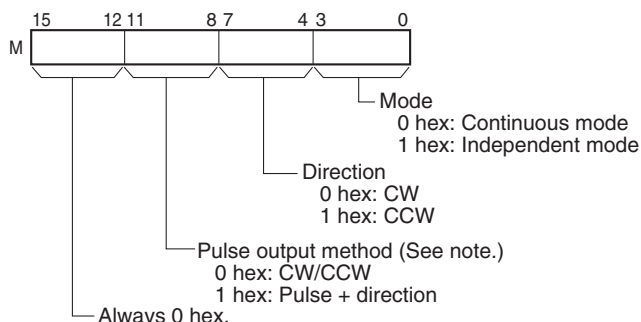 15 12 11 8 7 4 3 0
M
Mode
0 hex: Continuous mode
1 hex: Independent mode
Direction
0 hex: CW
1 hex: CCW
Pulse output method (See note.)
0 hex: CW/CCW
1 hex: Pulse + direction
Always 0 hex.